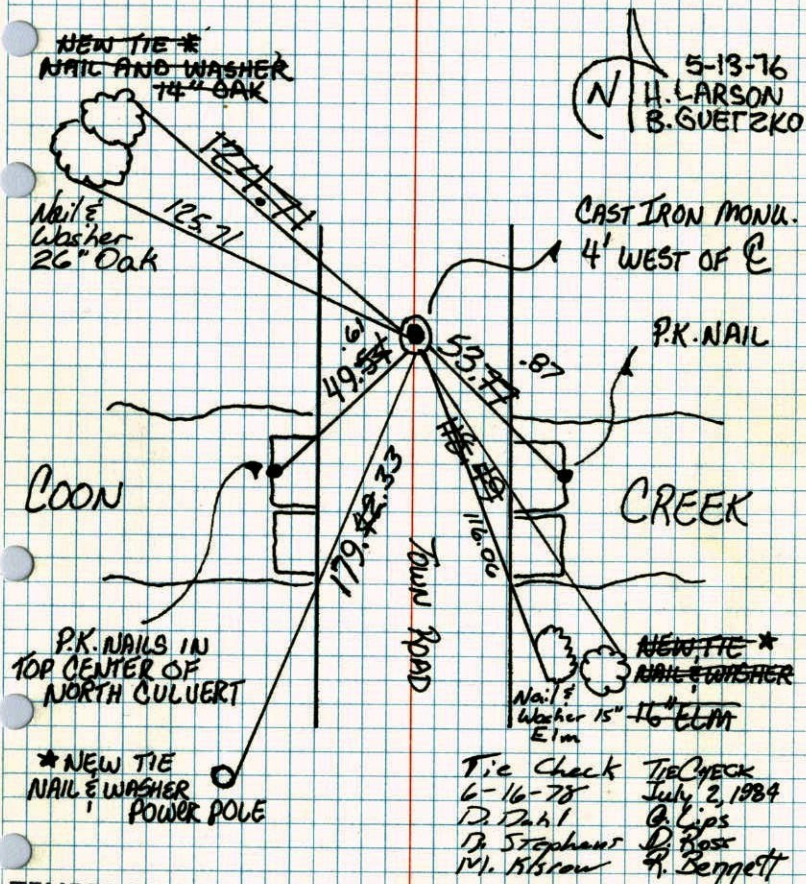 NEW TIE *
NAIL AND WASHER
14" OAK
N
5-13-76
H. LARSON
B. GUETZKO
124.71
125.71
Nail &
Washer
26" Oak
CAST IRON MONU.
4' WEST OF ℄
P.K. NAIL
.61
49.54
53.77
.87
COON
CREEK
179.
.33
116.06
TOWN ROAD
P.K. NAILS IN
TOP CENTER OF
NORTH CULVERT
NEW TIE *
NAIL & WASHER
16" ELM
Nail &
Washer 15"
Elm
* NEW TIE
NAIL & WASHER
POWER POLE
Tie Check
6-16-78
D. Dahl
D. Stephens
TIE CHECK
July 2, 1984
G. Lips
D. Ross
R. Bennett